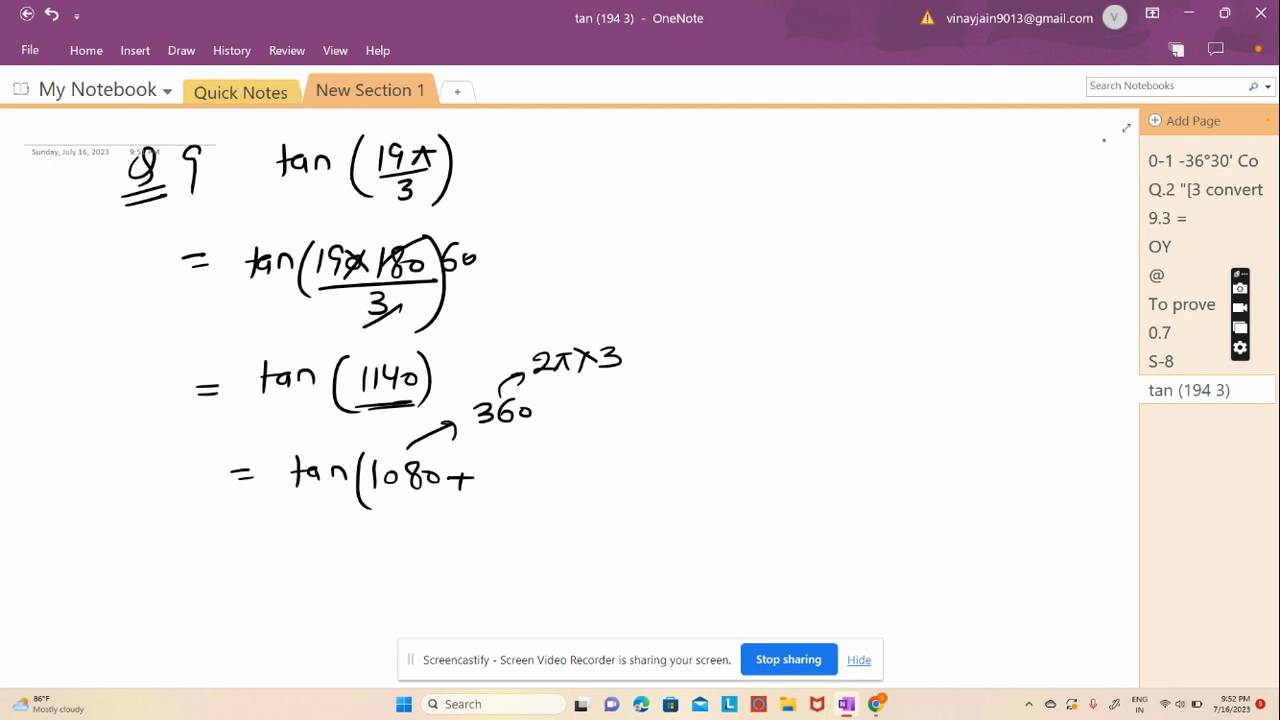 tan (194 3) - OneNote
vinayjain9013@gmail.com
V
File Home Insert Draw History Review View Help
My Notebook Quick Notes New Section 1 +
Search Notebooks
Add Page
0-1 -36°30' Co
Q.2 "[3 convert
9.3 =
OY
@
To prove
0.7
S-8
tan (194 3)
Sunday, July 16, 2023
Q 9 tan (19π/3)
= tan(19 × 180/3) 60
= tan (1140)
2π×3
360
= tan(1080+
Screencastify - Screen Video Recorder is sharing your screen. Stop sharing Hide
86°F
Mostly cloudy
Search
ENG
IN
9:52 PM
7/16/2023